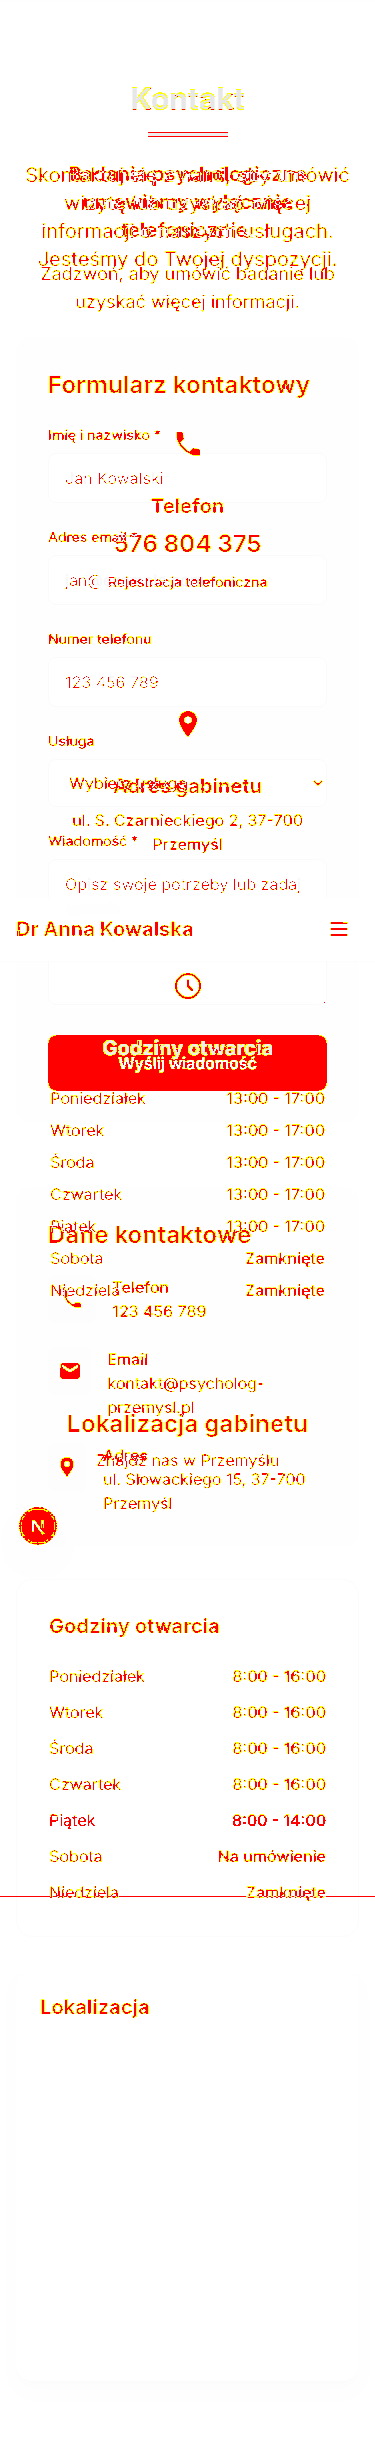 Kontakt
Skontaktuj się z nami, aby umówić
wizytę lub uzyskać więcej
informacji o naszych usługach.
Jesteśmy do Twojej dyspozycji.
Badania psychologiczne
umawiamy wyłącznie
telefonicznie.
Zadzwoń, aby umówić badanie lub
uzyskać więcej informacji.
Formularz kontaktowy
Imię i nazwisko *
Jan Kowalski
Telefon
Adres email *
576 804 375
jan@
Rejestracja telefoniczna
Numer telefonu
123 456 789
Usługa
Wybierz usługę
Adres gabinetu
ul. S. Czarnieckiego 2, 37-700
Przemyśl
Wiadomość *
Opisz swoje potrzeby lub zadaj
Dr Anna Kowalska
Godziny otwarcia
Wyślij wiadomość
Poniedziałek 13:00 - 17:00
Wtorek 13:00 - 17:00
Środa 13:00 - 17:00
Czwartek 13:00 - 17:00
Piątek 13:00 - 17:00
Dane kontaktowe
Sobota Zamknięte
Niedziela Zamknięte
Telefon
123 456 789
Email
kontakt@psycholog-
przemysl.pl
Lokalizacja gabinetu
Znajdź nas w Przemyślu
Adres
ul. Słowackiego 15, 37-700
Przemyśl
N
Godziny otwarcia
Poniedziałek 8:00 - 16:00
Wtorek 8:00 - 16:00
Środa 8:00 - 16:00
Czwartek 8:00 - 16:00
Piątek 8:00 - 14:00
Sobota Na umówienie
Niedziela Zamknięte
Lokalizacja